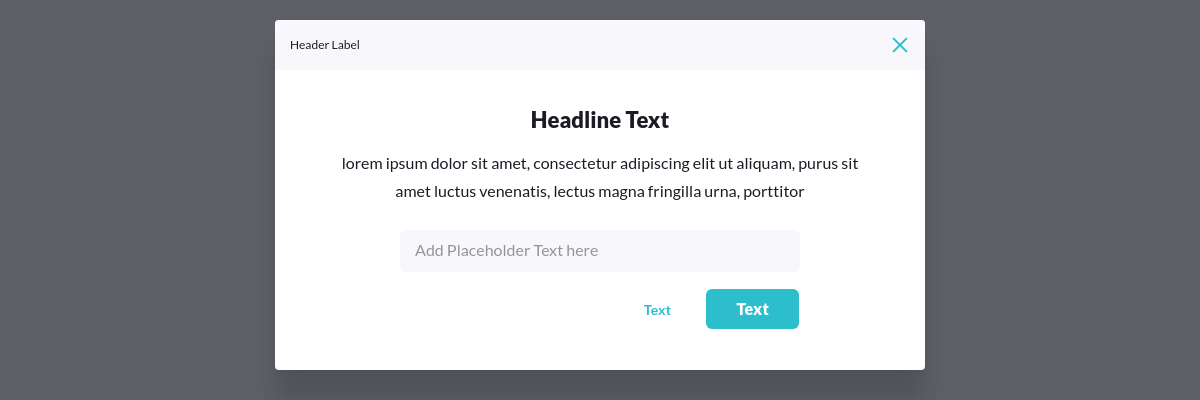 Header Label
Headline Text
lorem ipsum dolor sit amet, consectetur adipiscing elit ut aliquam, purus sit
amet luctus venenatis, lectus magna fringilla urna, porttitor
Add Placeholder Text here
Text Text